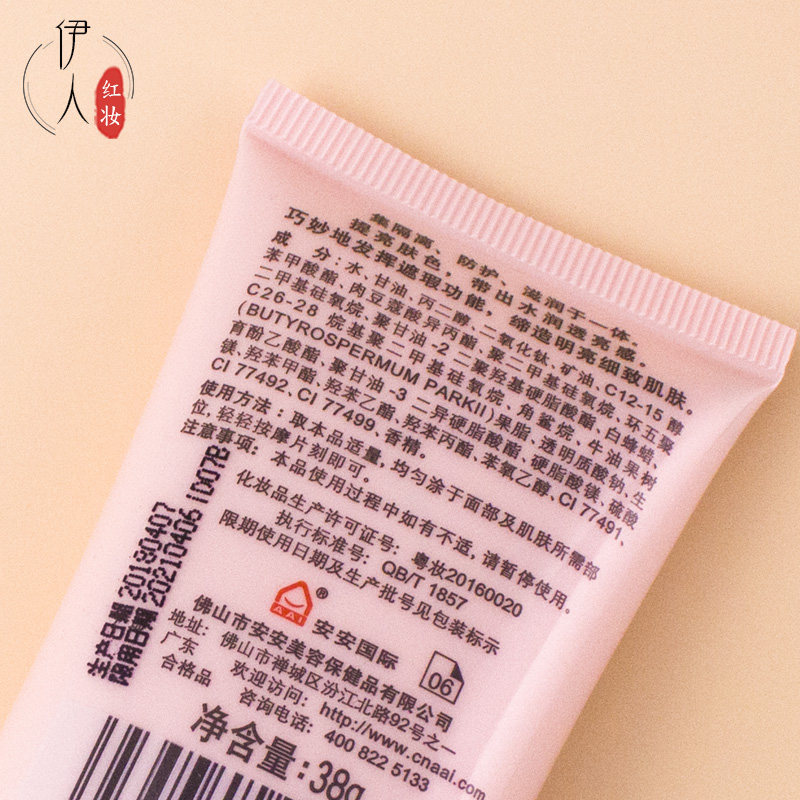 伊人
红妆
集隔离、防护、滋润于一体。
提亮肤色，带出水润透亮感。
巧妙地发挥遮瑕功能，缔造明亮细致肌肤。
成 分：水、甘油、丙二醇、二氧化钛、矿油、C12-15 醇
苯甲酸酯、肉豆蔻酸异丙酯、聚二甲基硅氧烷、环五聚
二甲基硅氧烷、聚甘油-2 二聚羟基硬脂酸酯、白蜂蜡、
C26-28 烷基聚二甲基硅氧烷、角鲨烷、牛油果树
(BUTYROSPERMUM PARKII)果脂、透明质酸钠、生
育酚乙酸酯、聚甘油-3 二异硬脂酸酯、硬脂酸镁、硫酸
镁、羟苯甲酯、羟苯乙酯、羟苯丙酯、苯氧乙醇、CI 77491、
CI 77492、CI 77499、香精。
使用方法：取本品适量，均匀涂于面部及肌肤所需部
位，轻轻按摩片刻即可。
注意事项：本品使用过程中如有不适，请暂停使用。
化妆品生产许可证号：粤妆20160020
执行标准号：QB/T 1857
限期使用日期及生产批号见包装标示
生产日期 20180407
限用日期 20210406 ID07B
AAI
®
安安国际
06
佛山市安安美容保健品有限公司
地址：佛山市禅城区汾江北路92号之一
广东 欢迎访问：http://www.cnaai.com
合格品 咨询电话：400 822 5133
净含量：38g